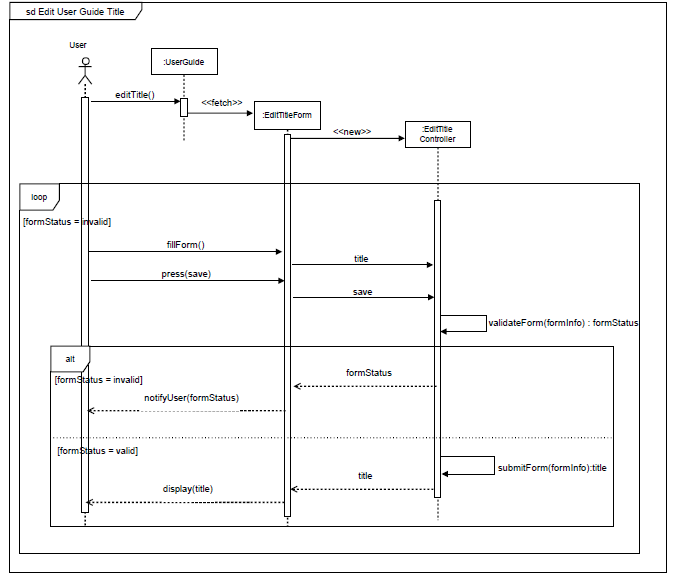 sd Edit User Guide Title
User
:UserGuide
editTitle()
<<fetch>>
:EditTitleForm
<<new>>
:EditTitle
Controller
loop
[formStatus = invalid]
fillForm()
title
press(save)
save
validateForm(formInfo) : formStatus
alt
[formStatus = invalid]
formStatus
notifyUser(formStatus)
[formStatus = valid]
submitForm(formInfo):title
title
display(title)